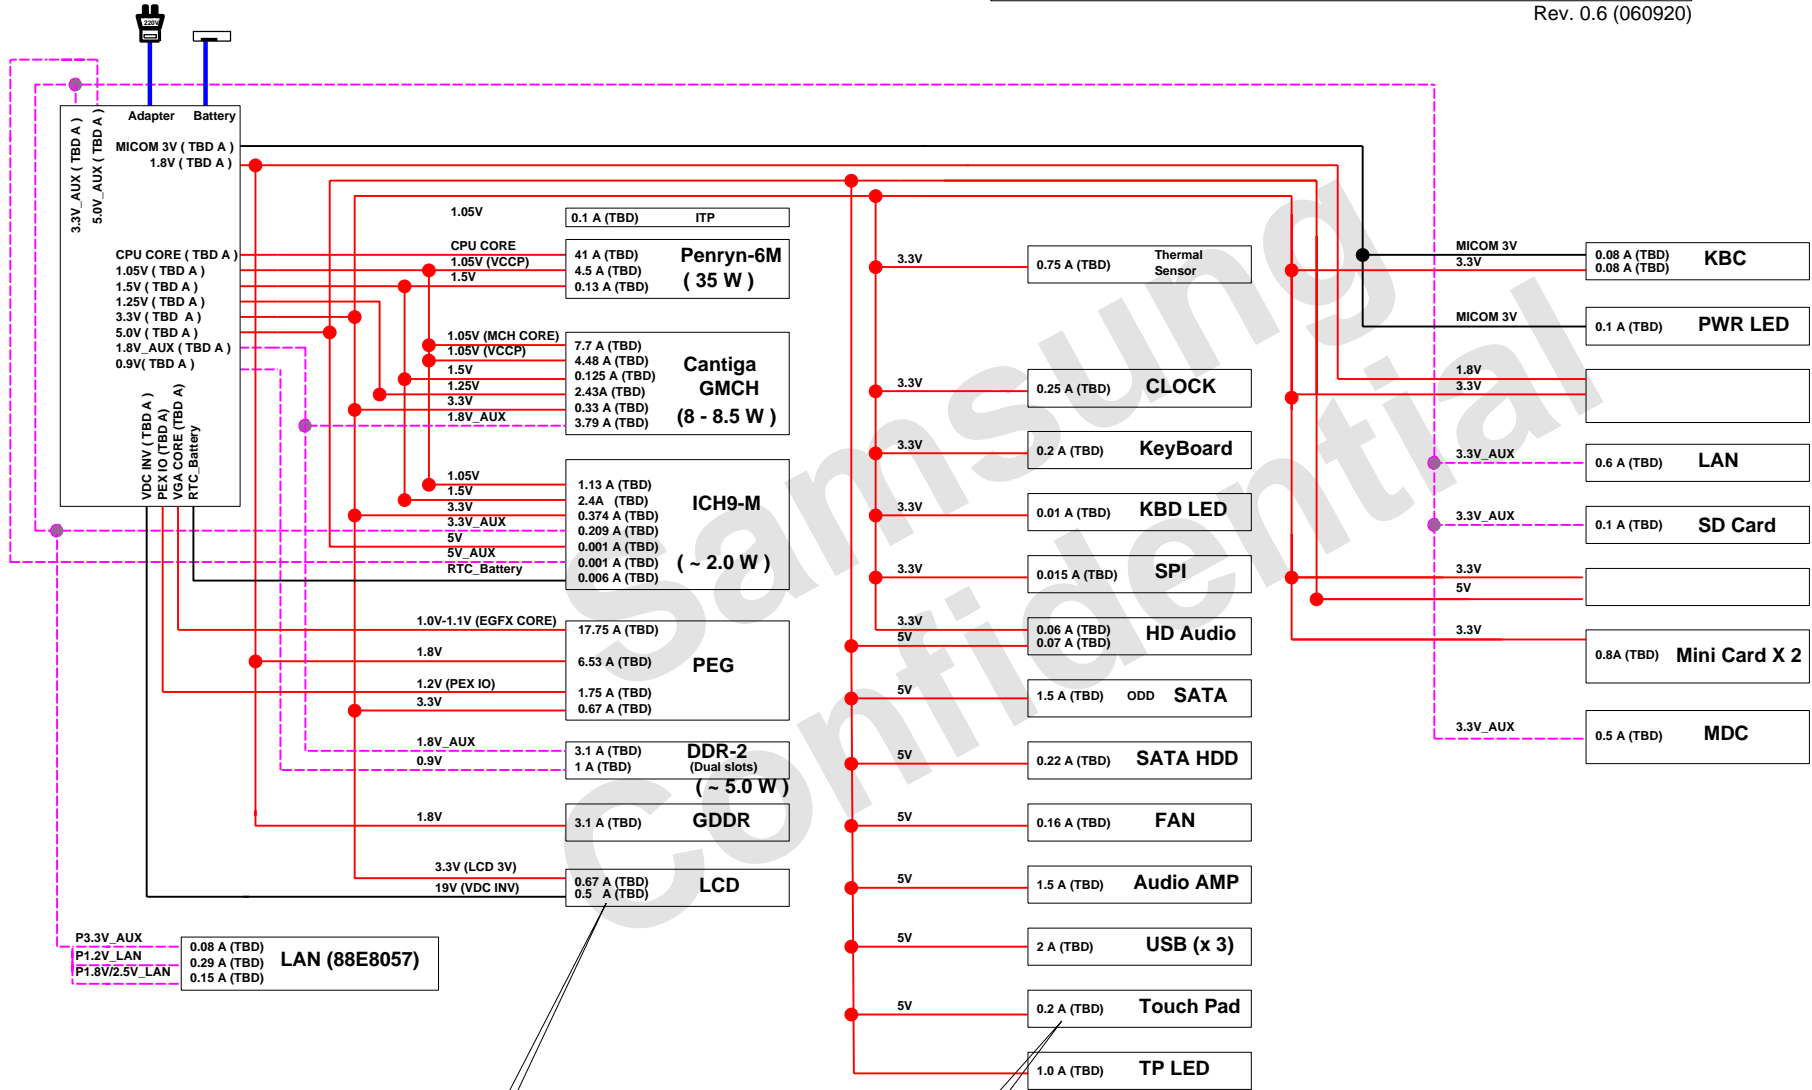 Rev. 0.6 (060920)
220V
Adapter
Battery
3.3V_AUX ( TBD A )
5.0V_AUX ( TBD A )
MICOM 3V ( TBD A )
1.8V ( TBD A )
CPU CORE ( TBD A )
1.05V ( TBD A )
1.5V ( TBD A )
1.25V ( TBD A )
3.3V ( TBD A )
5.0V ( TBD A )
1.8V_AUX ( TBD A )
0.9V( TBD A )
VDC INV ( TBD A )
PEX IO (TBD A)
VGA CORE (TBD A)
RTC_Battery
1.05V
0.1 A (TBD) ITP
CPU CORE
1.05V (VCCP)
1.5V
41 A (TBD)
4.5 A (TBD)
0.13 A (TBD)
Penryn-6M
( 35 W )
1.05V (MCH CORE)
1.05V (VCCP)
1.5V
1.25V
3.3V
1.8V_AUX
7.7 A (TBD)
4.48 A (TBD)
0.125 A (TBD)
2.43A (TBD)
0.33 A (TBD)
3.79 A (TBD)
Cantiga
GMCH
(8 - 8.5 W )
1.05V
1.5V
3.3V
3.3V_AUX
5V
5V_AUX
RTC_Battery
1.13 A (TBD)
2.4A (TBD)
0.374 A (TBD)
0.209 A (TBD)
0.001 A (TBD)
0.001 A (TBD)
0.006 A (TBD)
ICH9-M
( ~ 2.0 W )
1.0V-1.1V (EGFX CORE)
1.8V
1.2V (PEX IO)
3.3V
17.75 A (TBD)
6.53 A (TBD)
1.75 A (TBD)
0.67 A (TBD)
PEG
1.8V_AUX
0.9V
3.1 A (TBD)
1 A (TBD)
DDR-2
(Dual slots)
( ~ 5.0 W )
1.8V
3.1 A (TBD)
GDDR
3.3V (LCD 3V)
19V (VDC INV)
0.67 A (TBD)
0.5 A (TBD)
LCD
P3.3V_AUX
P1.2V_LAN
P1.8V/2.5V_LAN
0.08 A (TBD)
0.29 A (TBD)
0.15 A (TBD)
LAN (88E8057)
3.3V
0.75 A (TBD)
Thermal
Sensor
3.3V
0.25 A (TBD)
CLOCK
3.3V
0.2 A (TBD)
KeyBoard
3.3V
0.01 A (TBD)
KBD LED
3.3V
0.015 A (TBD)
SPI
3.3V
5V
0.06 A (TBD)
0.07 A (TBD)
HD Audio
5V
1.5 A (TBD)
ODD SATA
5V
0.22 A (TBD)
SATA HDD
5V
0.16 A (TBD)
FAN
5V
1.5 A (TBD)
Audio AMP
5V
2 A (TBD)
USB (x 3)
5V
0.2 A (TBD)
Touch Pad
1.0 A (TBD)
TP LED
MICOM 3V
3.3V
0.08 A (TBD)
0.08 A (TBD)
KBC
MICOM 3V
0.1 A (TBD)
PWR LED
1.8V
3.3V
3.3V_AUX
0.6 A (TBD)
LAN
3.3V_AUX
0.1 A (TBD)
SD Card
3.3V
5V
3.3V
0.8A (TBD)
Mini Card X 2
3.3V_AUX
0.5 A (TBD)
MDC
Samsung
Confidential